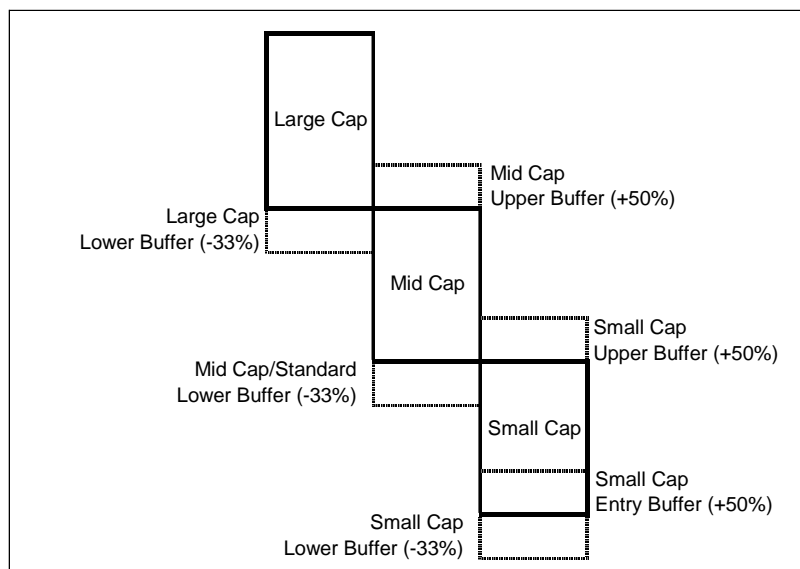 Large Cap
Mid Cap
Upper Buffer (+50%)
Large Cap
Lower Buffer (-33%)
Mid Cap
Small Cap
Upper Buffer (+50%)
Mid Cap/Standard
Lower Buffer (-33%)
Small Cap
Small Cap
Entry Buffer (+50%)
Small Cap
Lower Buffer (-33%)